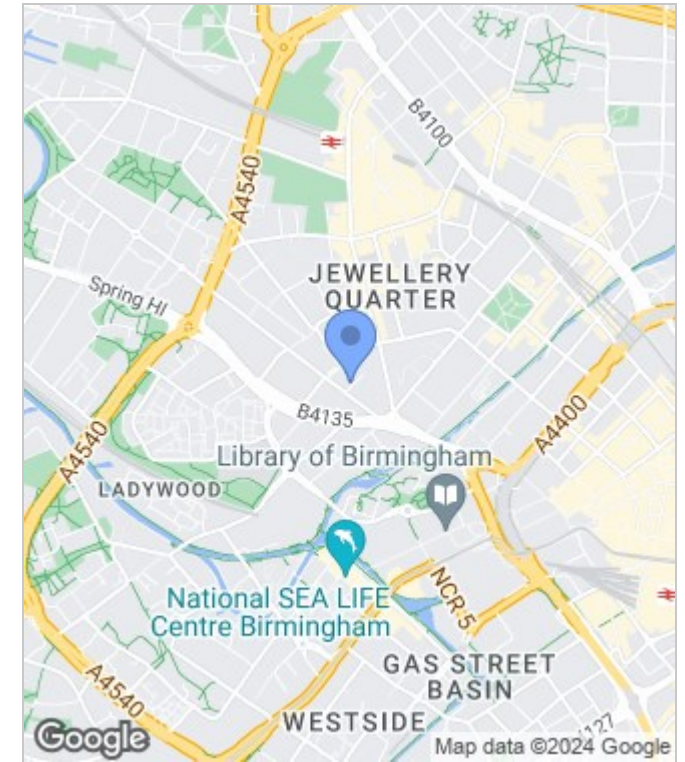 B4100
A4540
JEWELLERY
QUARTER
Spring Hl
B4135
A4400
A4540
Library of Birmingham
LADYWOOD
National SEA LIFE
Centre Birmingham
NCR 5
A4540
GAS STREET
BASIN
WESTSIDE
Google
Map data ©2024 Google